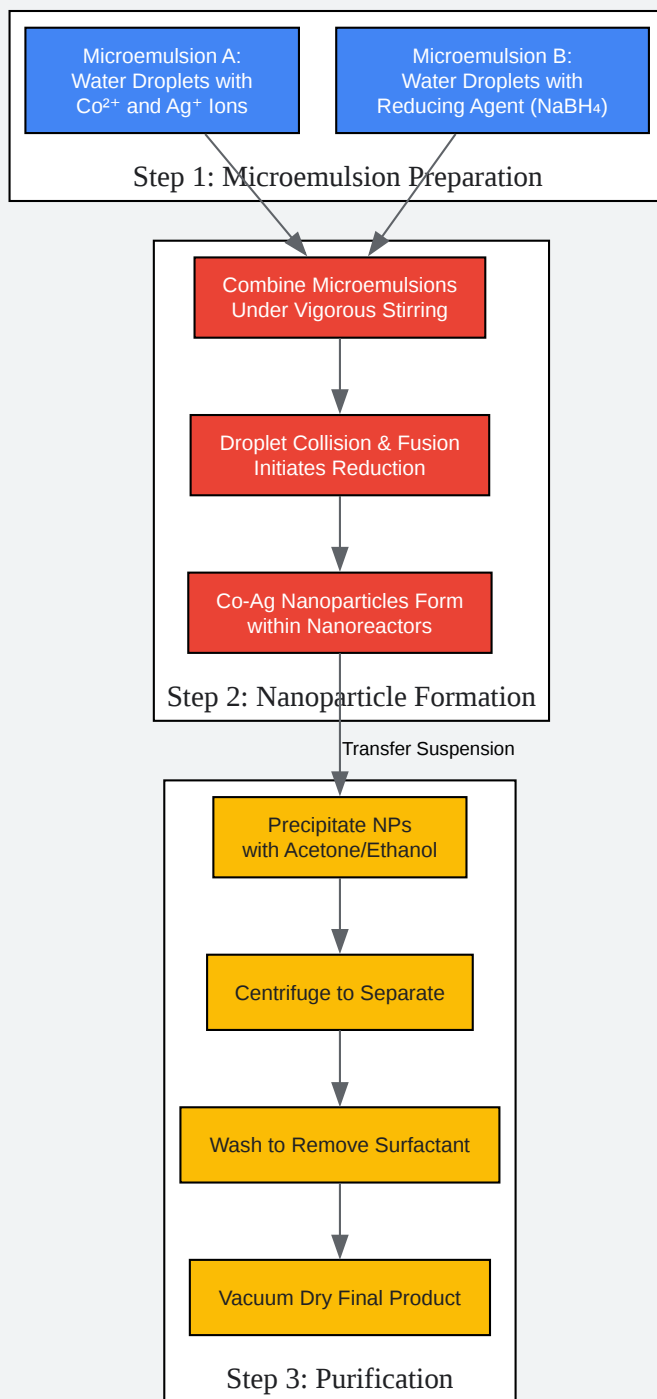 Microemulsion A:
Water Droplets with
Co²⁺ and Ag⁺ Ions
Microemulsion B:
Water Droplets with
Reducing Agent (NaBH₄)
Step 1: Microemulsion Preparation
Combine Microemulsions
Under Vigorous Stirring
Droplet Collision & Fusion
Initiates Reduction
Co-Ag Nanoparticles Form
within Nanoreactors
Step 2: Nanoparticle Formation
Transfer Suspension
Precipitate NPs
with Acetone/Ethanol
Centrifuge to Separate
Wash to Remove Surfactant
Vacuum Dry Final Product
Step 3: Purification